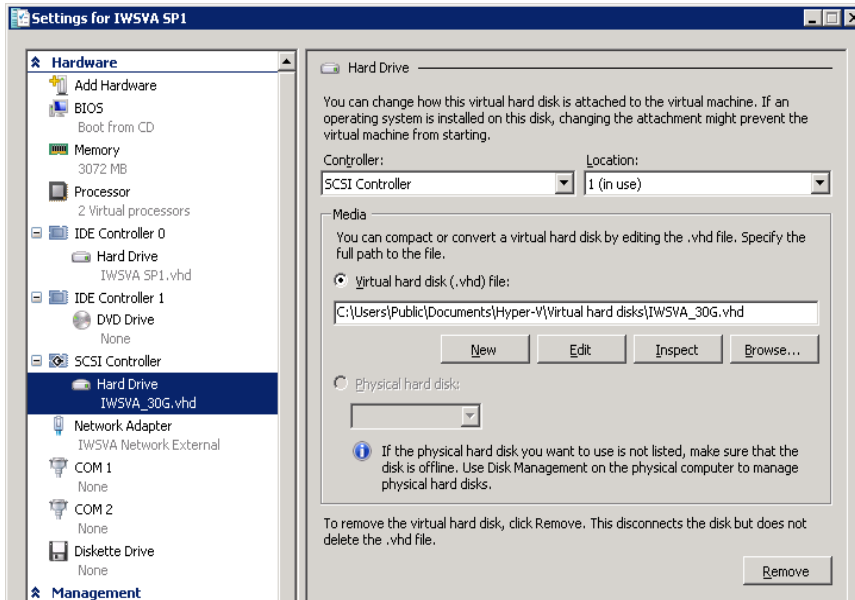 Settings for IWSVA SP1
Hardware
Add Hardware
BIOS
Boot from CD
Memory
3072 MB
Processor
2 Virtual processors
IDE Controller 0
Hard Drive
IWSVA SP1.vhd
IDE Controller 1
DVD Drive
None
SCSI Controller
Hard Drive
IWSVA_30G.vhd
Network Adapter
IWSVA Network External
COM 1
None
COM 2
None
Diskette Drive
None
Management
Hard Drive
You can change how this virtual hard disk is attached to the virtual machine. If an
operating system is installed on this disk, changing the attachment might prevent the
virtual machine from starting.
Controller: Location:
SCSI Controller 1 (in use)
Media
You can compact or convert a virtual hard disk by editing the .vhd file. Specify the
full path to the file.
Virtual hard disk (.vhd) file:
C:\Users\Public\Documents\Hyper-V\Virtual hard disks\IWSVA_30G.vhd
New Edit Inspect Browse...
Physical hard disk:
If the physical hard disk you want to use is not listed, make sure that the
disk is offline. Use Disk Management on the physical computer to manage
physical hard disks.
To remove the virtual hard disk, click Remove. This disconnects the disk but does not
delete the .vhd file.
Remove